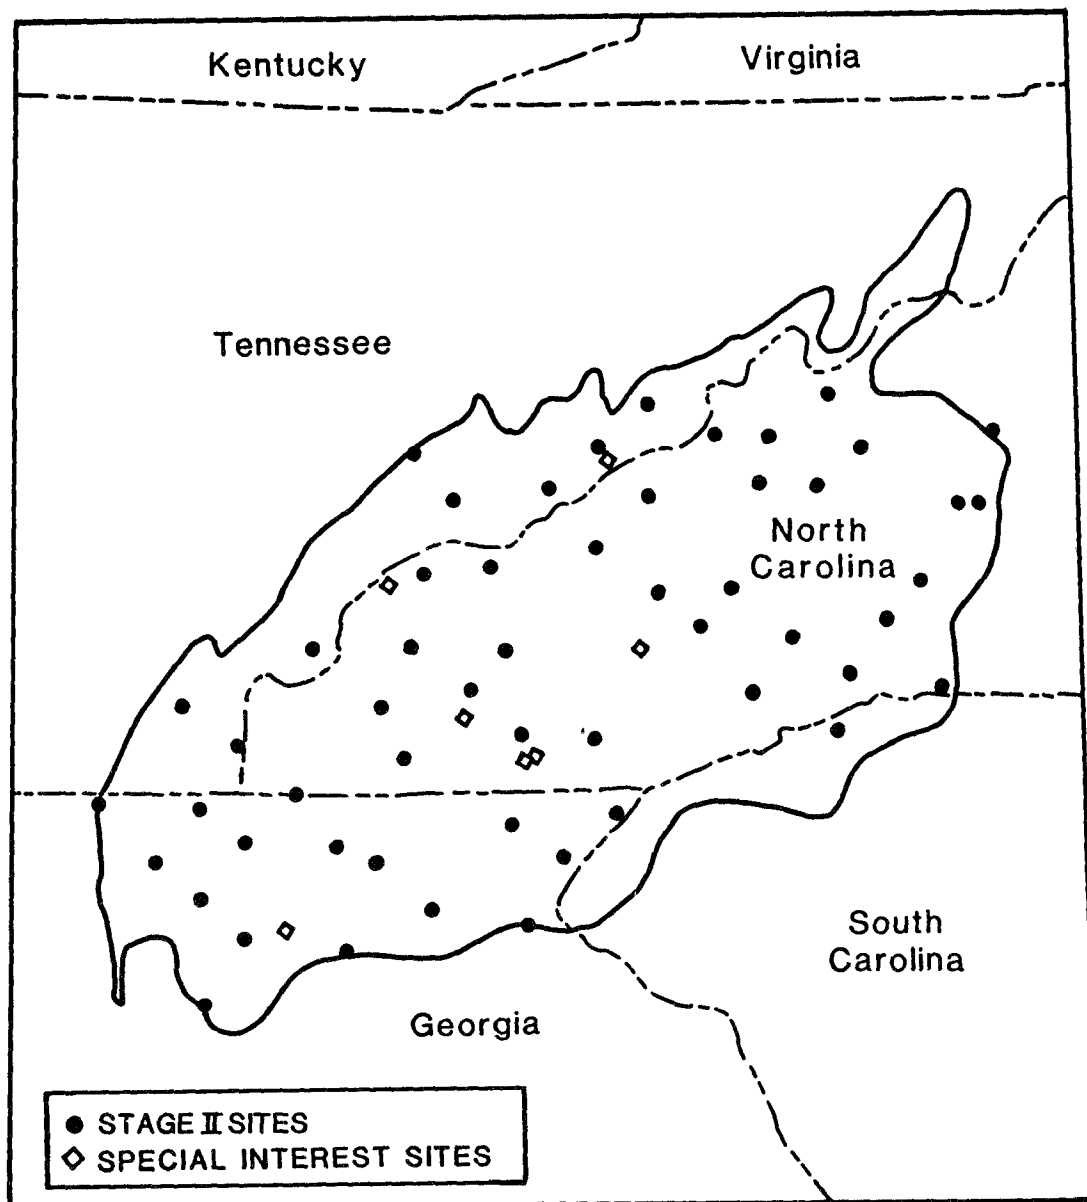 Kentucky
Virginia
Tennessee
North
Carolina
South
Carolina
Georgia
STAGE II SITES
SPECIAL INTEREST SITES